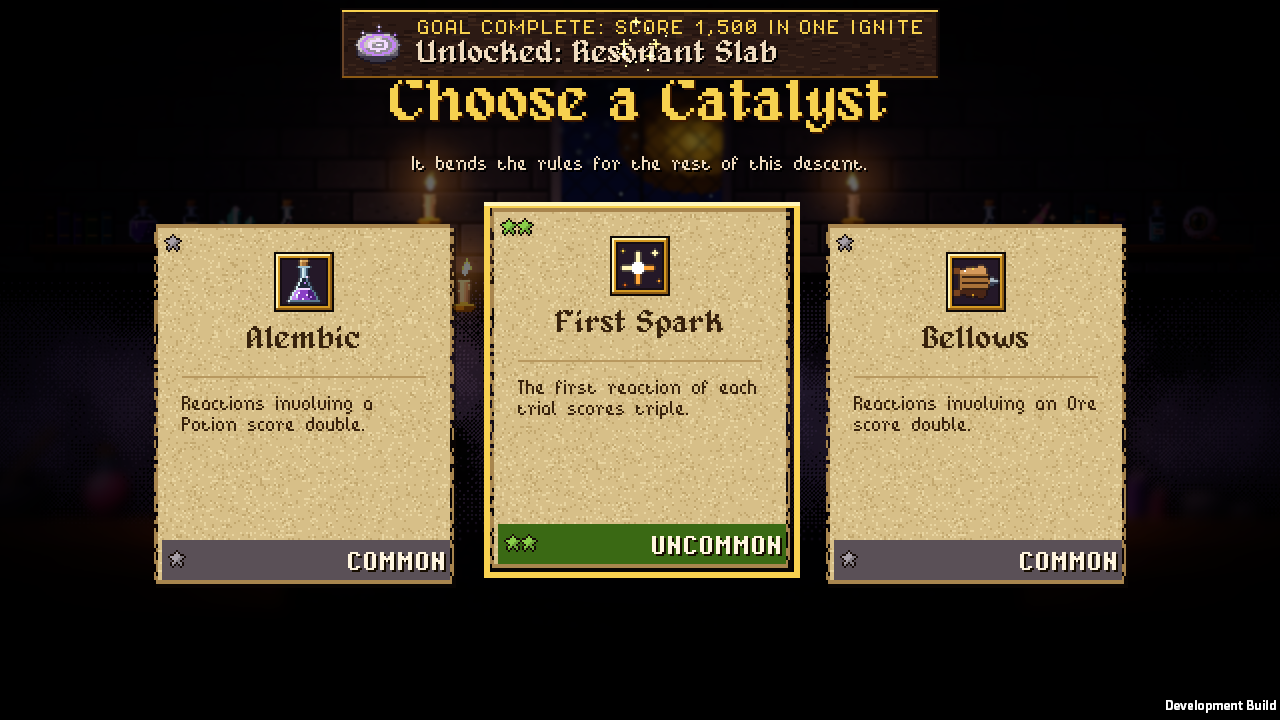 GOAL COMPLETE: SCORE 1,500 IN ONE IGNITE
Unlocked: Resonant Slab
Choose a Catalyst
It bends the rules for the rest of this descent.
Alembic
Reactions involving a
Potion score double.
COMMON
First Spark
The first reaction of each
trial scores triple.
UNCOMMON
Bellows
Reactions involving an Ore
score double.
COMMON
Development Build